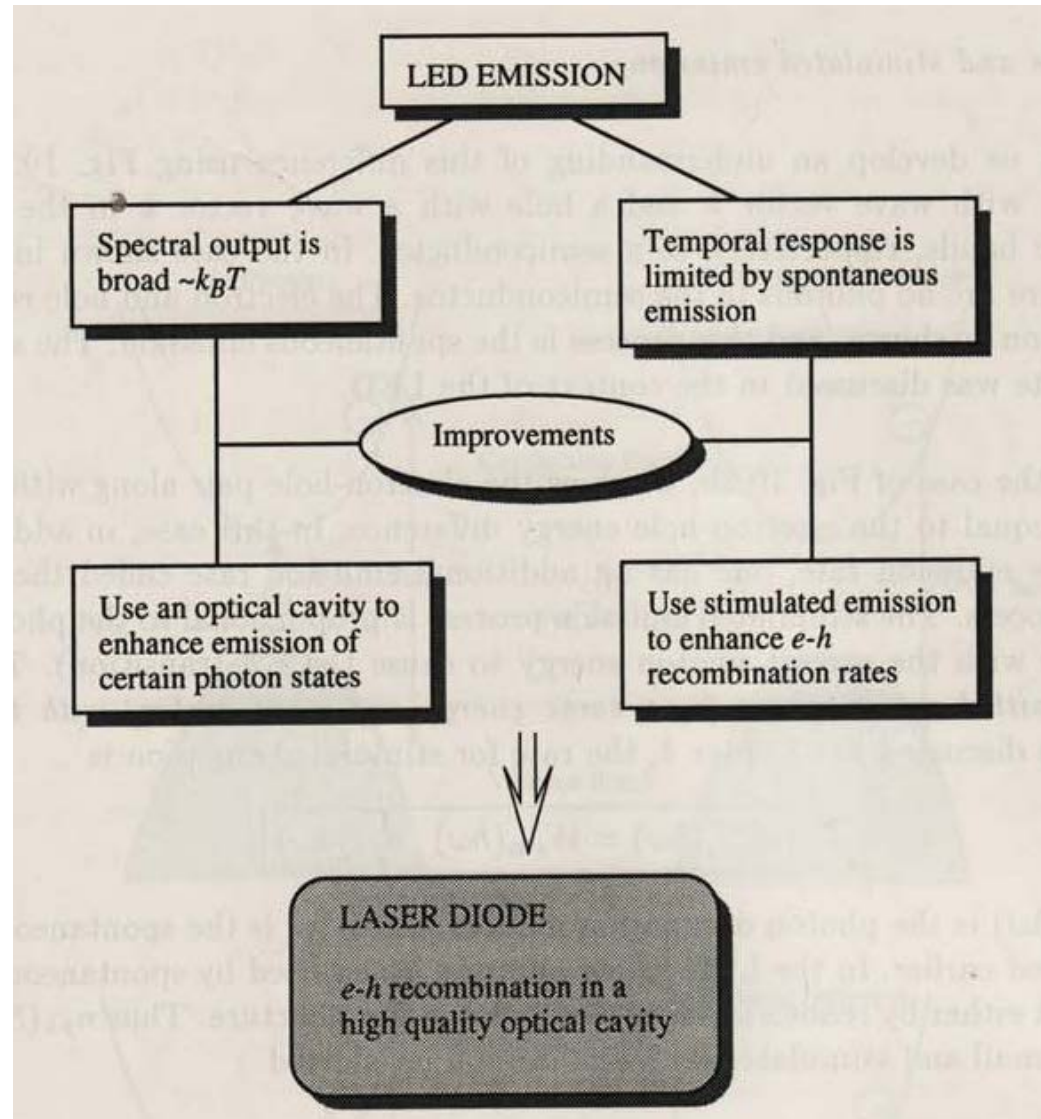 LED EMISSION
Spectral output is
broad ~k_BT
Temporal response is
limited by spontaneous
emission
Improvements
Use an optical cavity to
enhance emission of
certain photon states
Use stimulated emission
to enhance e-h
recombination rates
LASER DIODE
e-h recombination in a
high quality optical cavity